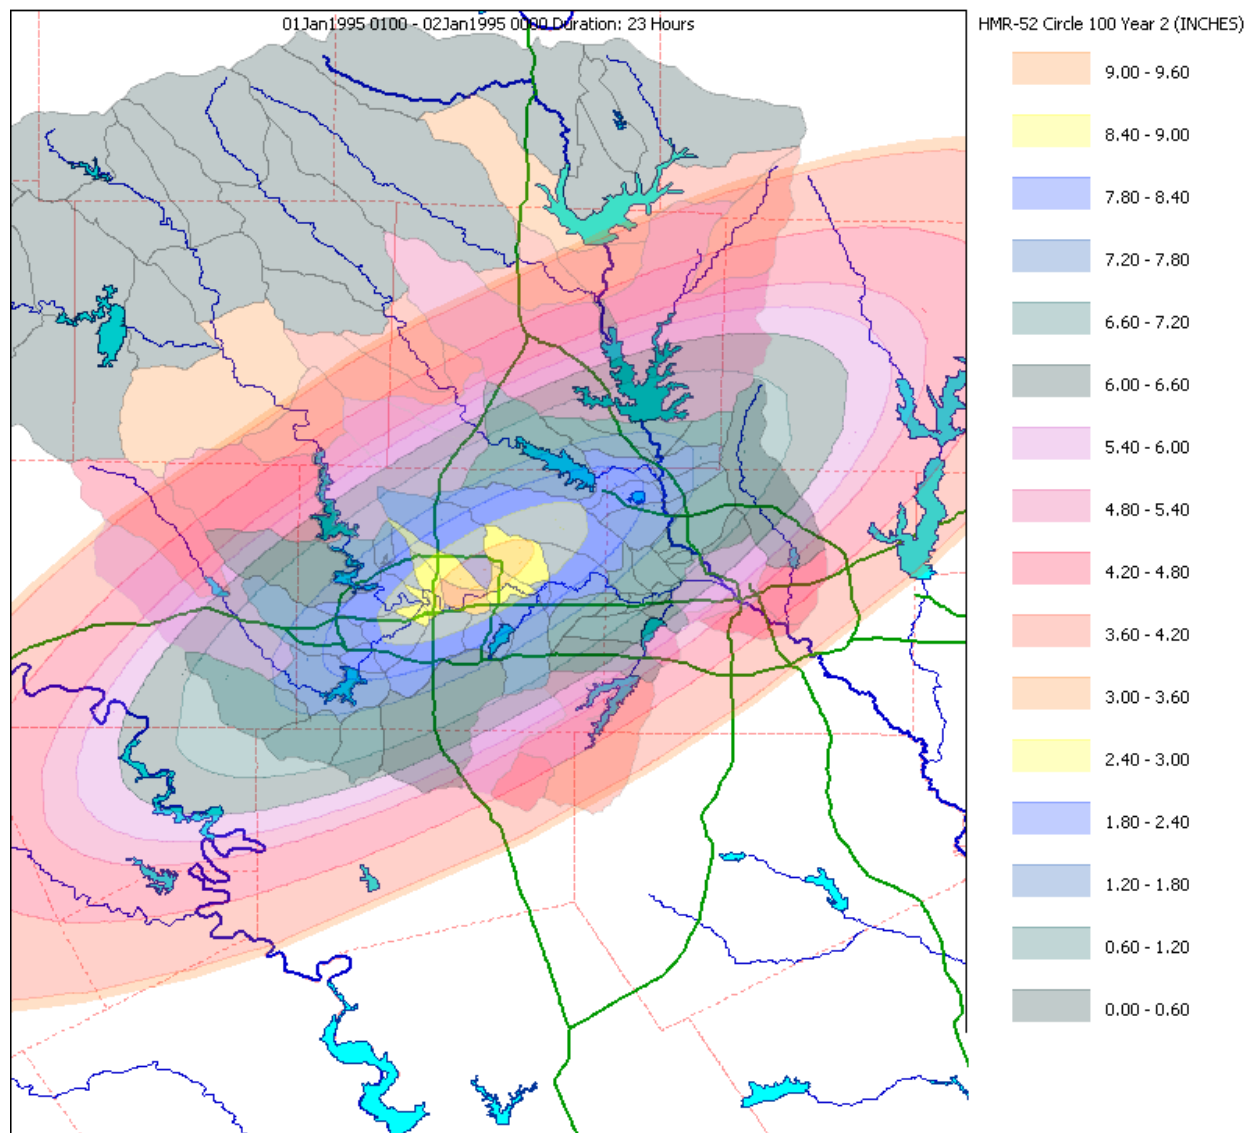 01Jan1995 0100 - 02Jan1995 0000 Duration: 23 Hours
HMR-52 Circle 100 Year 2 (INCHES)
9.00 - 9.60
8.40 - 9.00
7.80 - 8.40
7.20 - 7.80
6.60 - 7.20
6.00 - 6.60
5.40 - 6.00
4.80 - 5.40
4.20 - 4.80
3.60 - 4.20
3.00 - 3.60
2.40 - 3.00
1.80 - 2.40
1.20 - 1.80
0.60 - 1.20
0.00 - 0.60